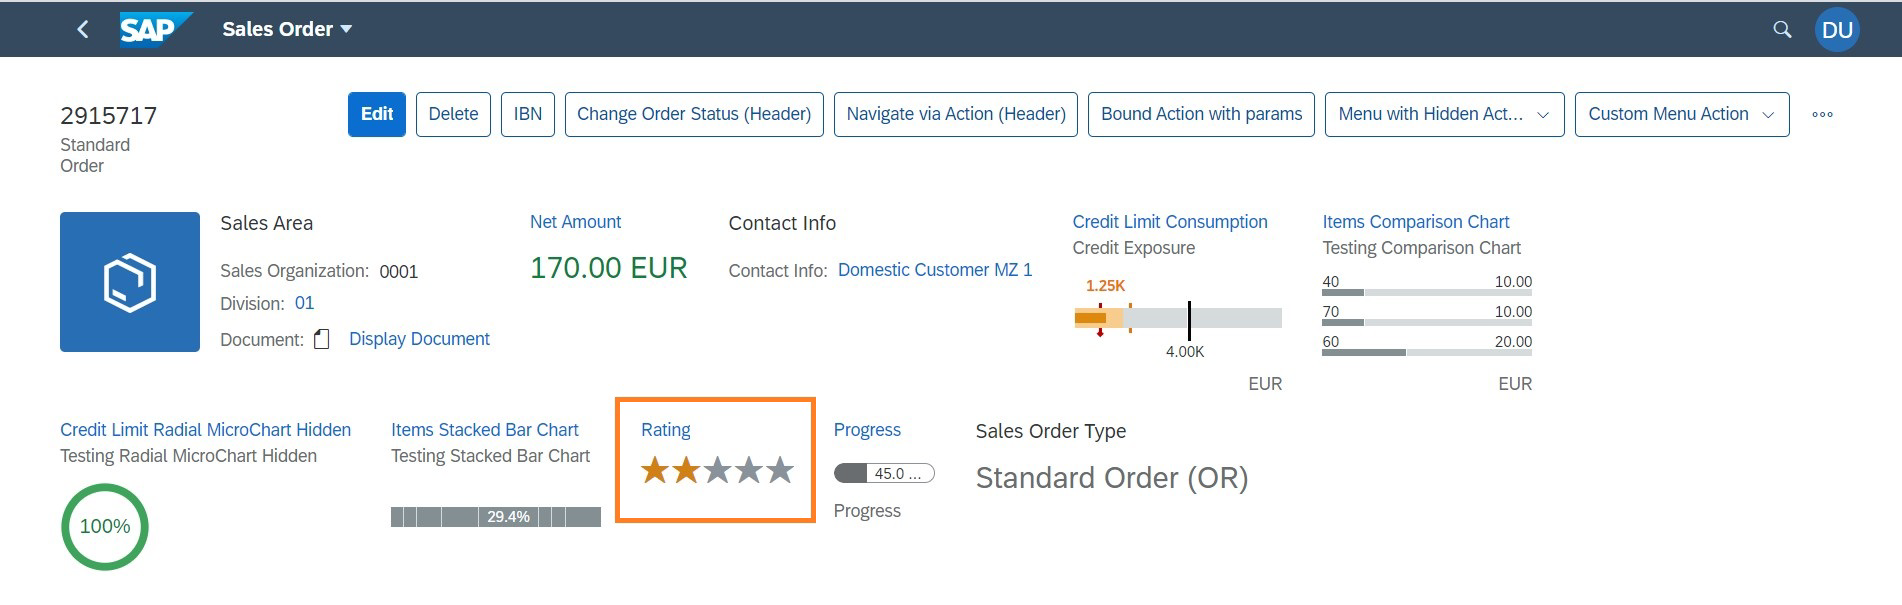 SAP Sales Order
DU
2915717
Standard
Order
Edit Delete IBN Change Order Status (Header) Navigate via Action (Header) Bound Action with params Menu with Hidden Act... Custom Menu Action
Sales Area
Sales Organization: 0001
Division: 01
Document: Display Document
Net Amount
170.00 EUR
Contact Info
Contact Info: Domestic Customer MZ 1
Credit Limit Consumption
Credit Exposure
1.25K
4.00K
EUR
Items Comparison Chart
Testing Comparison Chart
40 10.00
70 10.00
60 20.00
EUR
Credit Limit Radial MicroChart Hidden
Testing Radial MicroChart Hidden
100%
Items Stacked Bar Chart
Testing Stacked Bar Chart
29.4%
Rating
Progress
45.0 ...
Progress
Sales Order Type
Standard Order (OR)